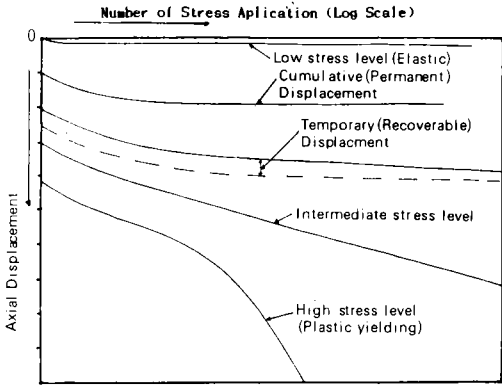 Number of Stress Aplication (Log Scale)
0
Low stress level (Elastic)
Cumulative (Permanent)
Displacement
Temporary (Recoverable)
Displacment
Intermediate stress level
High stress level
(Plastic yielding)
Axial Displacement